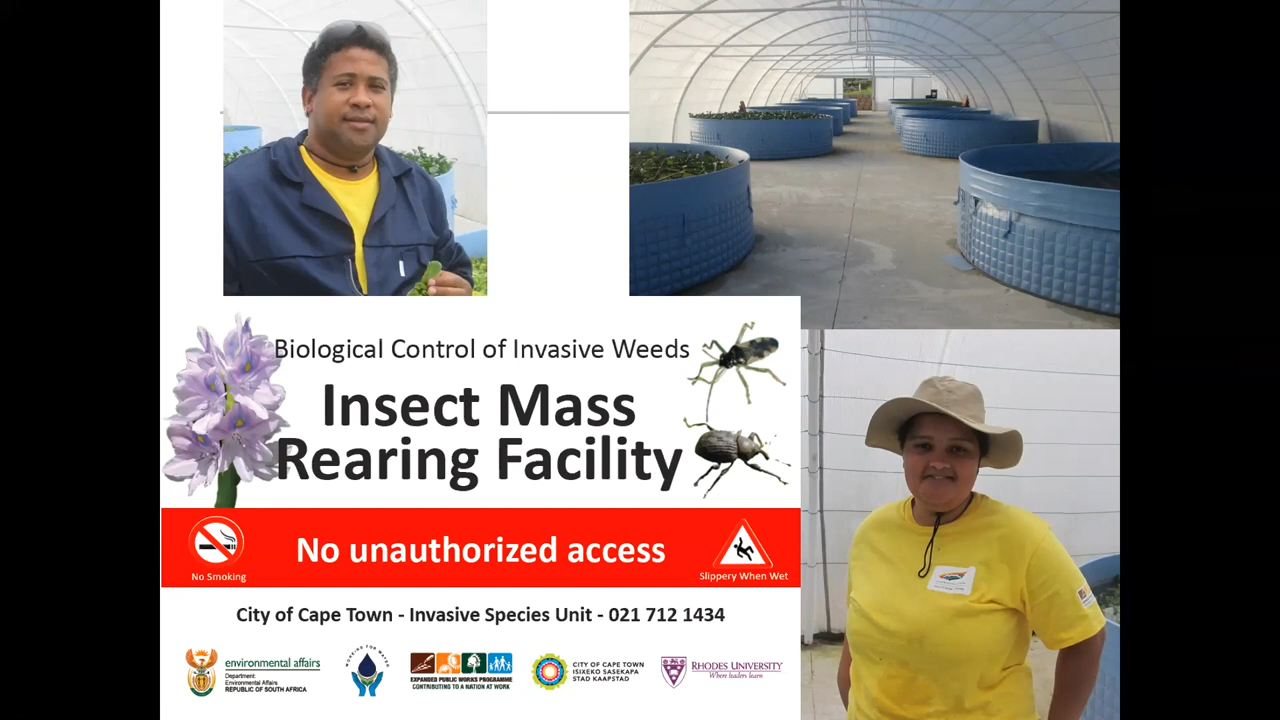 Biological Control of Invasive Weeds
Insect Mass
Rearing Facility
No unauthorized access
No Smoking
Slippery When Wet
City of Cape Town - Invasive Species Unit - 021 712 1434
environmental affairs
Department:
Environmental Affairs
REPUBLIC OF SOUTH AFRICA
WORKING FOR WATER
EXPANDED PUBLIC WORKS PROGRAMME
CONTRIBUTING TO A NATION AT WORK
CITY OF CAPE TOWN
ISIXEKO SASEKAPA
STAD KAAPSTAD
RHODES UNIVERSITY
Where leaders learn